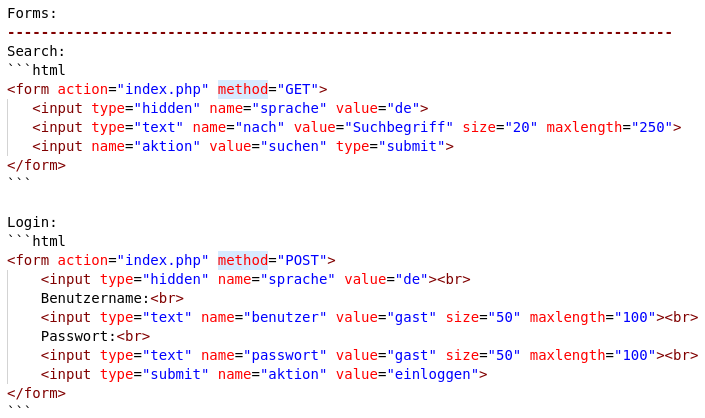 Forms:
-------------------------------------------------------------------------------
Search:
```html
<form action="index.php" method="GET">
   <input type="hidden" name="sprache" value="de">
   <input type="text" name="nach" value="Suchbegriff" size="20" maxlength="250">
   <input name="aktion" value="suchen" type="submit">
</form>
```

Login:
```html
<form action="index.php" method="POST">
    <input type="hidden" name="sprache" value="de"><br>
    Benutzername:<br>
    <input type="text" name="benutzer" value="gast" size="50" maxlength="100"><br>
    Passwort:<br>
    <input type="text" name="passwort" value="gast" size="50" maxlength="100"><br>
    <input type="submit" name="aktion" value="einloggen">
</form>
```